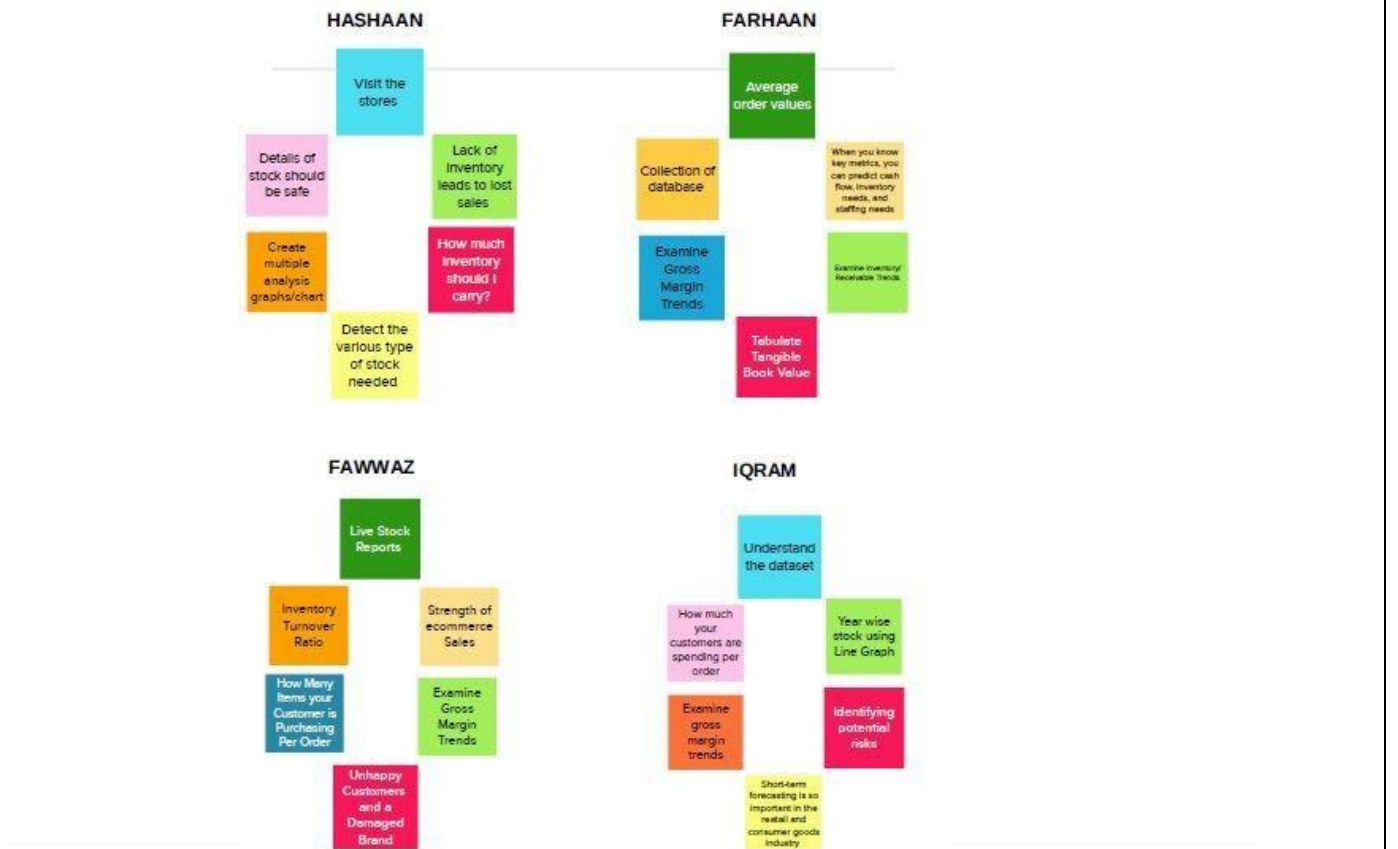 HASHAAN
Visit the
stores
Details of
stock should
be safe
Lack of
Inventory
leads to lost
sales
Create
multiple
analysis
graphs/chart
How much
Inventory
should I
carry?
Detect the
various type
of stock
needed
FARHAAN
Average
order values
Collection of
database
When you know
key metrics, you
can predict cash
flow, inventory
needs, and
staffing needs
Examine
Gross
Margin
Trends
Examine Inventory/
Receivable Trends
Tabulate
Tangible
Book Value
FAWWAZ
Live Stock
Reports
Inventory
Turnover
Ratio
Strength of
ecommerce
Sales
How Many
Items your
Customer is
Purchasing
Per Order
Examine
Gross
Margin
Trends
Unhappy
Customers
and a
Damaged
Brand
IQRAM
Understand
the dataset
How much
your
customers are
spending per
order
Year wise
stock using
Line Graph
Examine
gross
margin
trends
Identifying
potential
risks
Short-term
forecasting is so
important in the
reatail and
consumer goods
industry